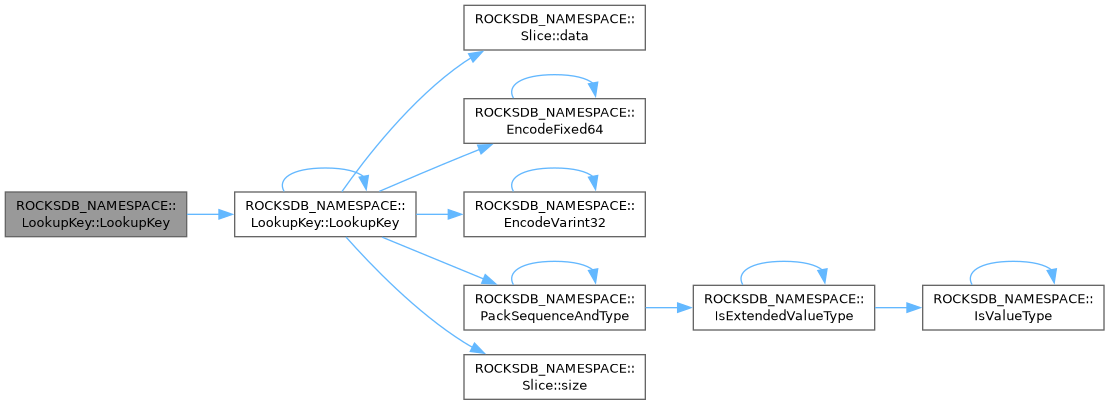 ROCKSDB_NAMESPACE::
LookupKey::LookupKey
ROCKSDB_NAMESPACE::
LookupKey::LookupKey
ROCKSDB_NAMESPACE::
Slice::data
ROCKSDB_NAMESPACE::
EncodeFixed64
ROCKSDB_NAMESPACE::
EncodeVarint32
ROCKSDB_NAMESPACE::
PackSequenceAndType
ROCKSDB_NAMESPACE::
IsExtendedValueType
ROCKSDB_NAMESPACE::
IsValueType
ROCKSDB_NAMESPACE::
Slice::size